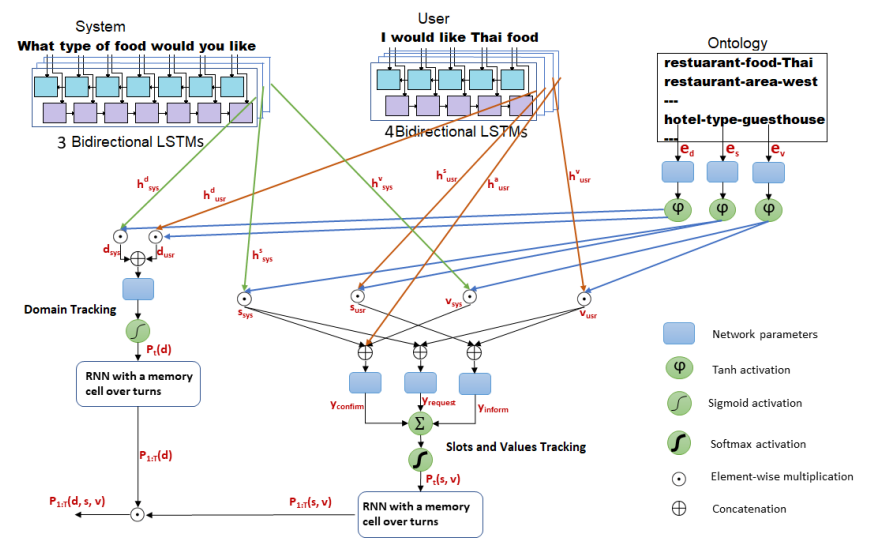 System
What type of food would you like
3 Bidirectional LSTMs
User
I would like Thai food
4Bidirectional LSTMs
Ontology
restuarant-food-Thai
restaurant-area-west
---
hotel-type-guesthouse
---
e_d
e_s
e_v
φ
φ
φ
h^d_sys
h^d_usr
h^v_sys
h^s_usr
h^a_usr
h^v_usr
d_sys
d_usr
h^s_sys
s_sys
s_usr
v_sys
v_usr
Domain Tracking
P_t(d)
RNN with a memory
cell over turns
y_confirm
y_request
y_inform
Σ
Slots and Values Tracking
P_t(s, v)
P_1:T(d)
P_1:T(d, s, v)
P_1:T(s, v)
RNN with a memory
cell over turns
Network parameters
φ
Tanh activation
Sigmoid activation
Softmax activation
Element-wise multiplication
Concatenation